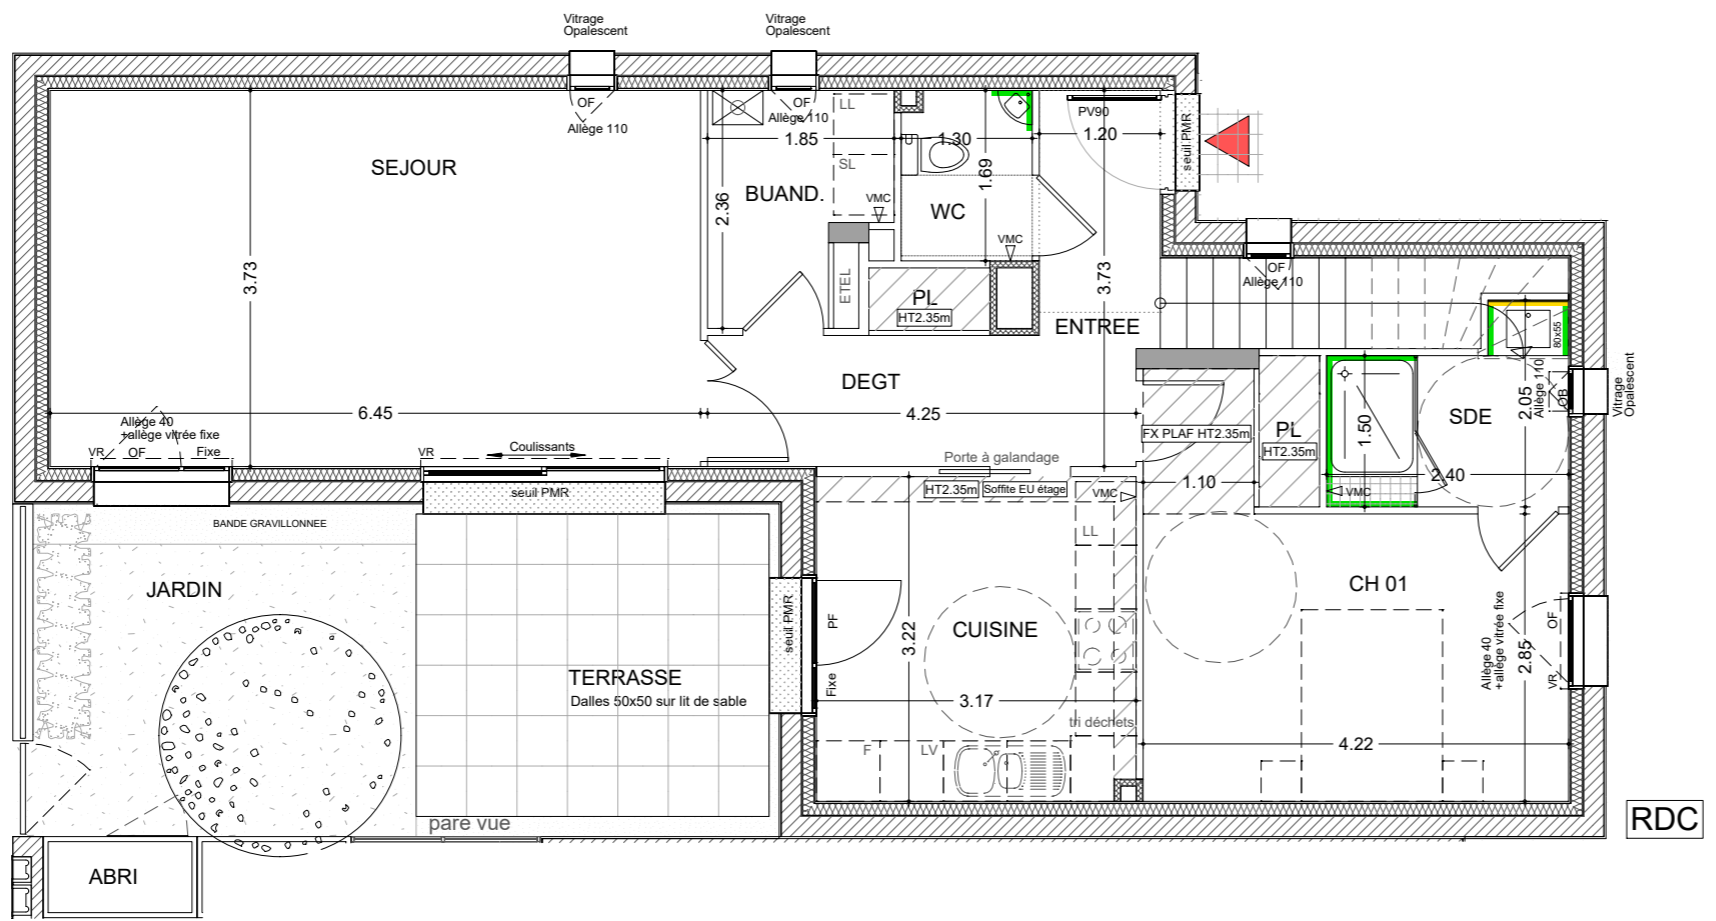 Vitrage
Opalescent
Vitrage
Opalescent
OF
Allège 110
OF
Allège 110
LL
SL
PV90
seuil PMR
1.85
1.30
1.20
SEJOUR
BUAND.
WC
1.69
2.36
VMC
VMC
3.73
3.73
ETEL
PL
HT2.35m
ENTREE
OF
Allège 110
80x55
DEGT
6.45
4.25
FX PLAF HT2.35m
PL
HT2.35m
1.50
SDE
2.05
Allège 110
OB
Vitrage
Opalescent
2.40
VMC
1.10
Allège 40
+allège vitrée fixe
VR
OF
Fixe
VR
Coulissants
seuil PMR
Porte à galandage
HT2.35m
Soffite EU étage
VMC
LL
BANDE GRAVILLONNEE
JARDIN
TERRASSE
Dalles 50x50 sur lit de sable
seuil PMR
PF
Fixe
3.22
CUISINE
3.17
tri déchets
F
LV
CH 01
Allège 40
+allège vitrée fixe
OF
VR
2.85
4.22
pare vue
ABRI
RDC